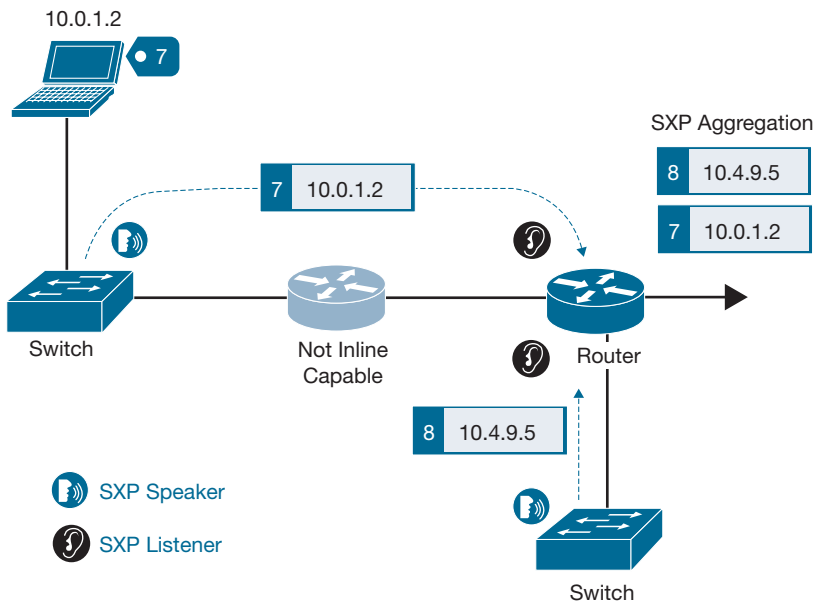 10.0.1.2
7
SXP Aggregation
8 10.4.9.5
7 10.0.1.2
7 10.0.1.2
Switch
Not Inline
Capable
Router
8 10.4.9.5
SXP Speaker
SXP Listener
Switch